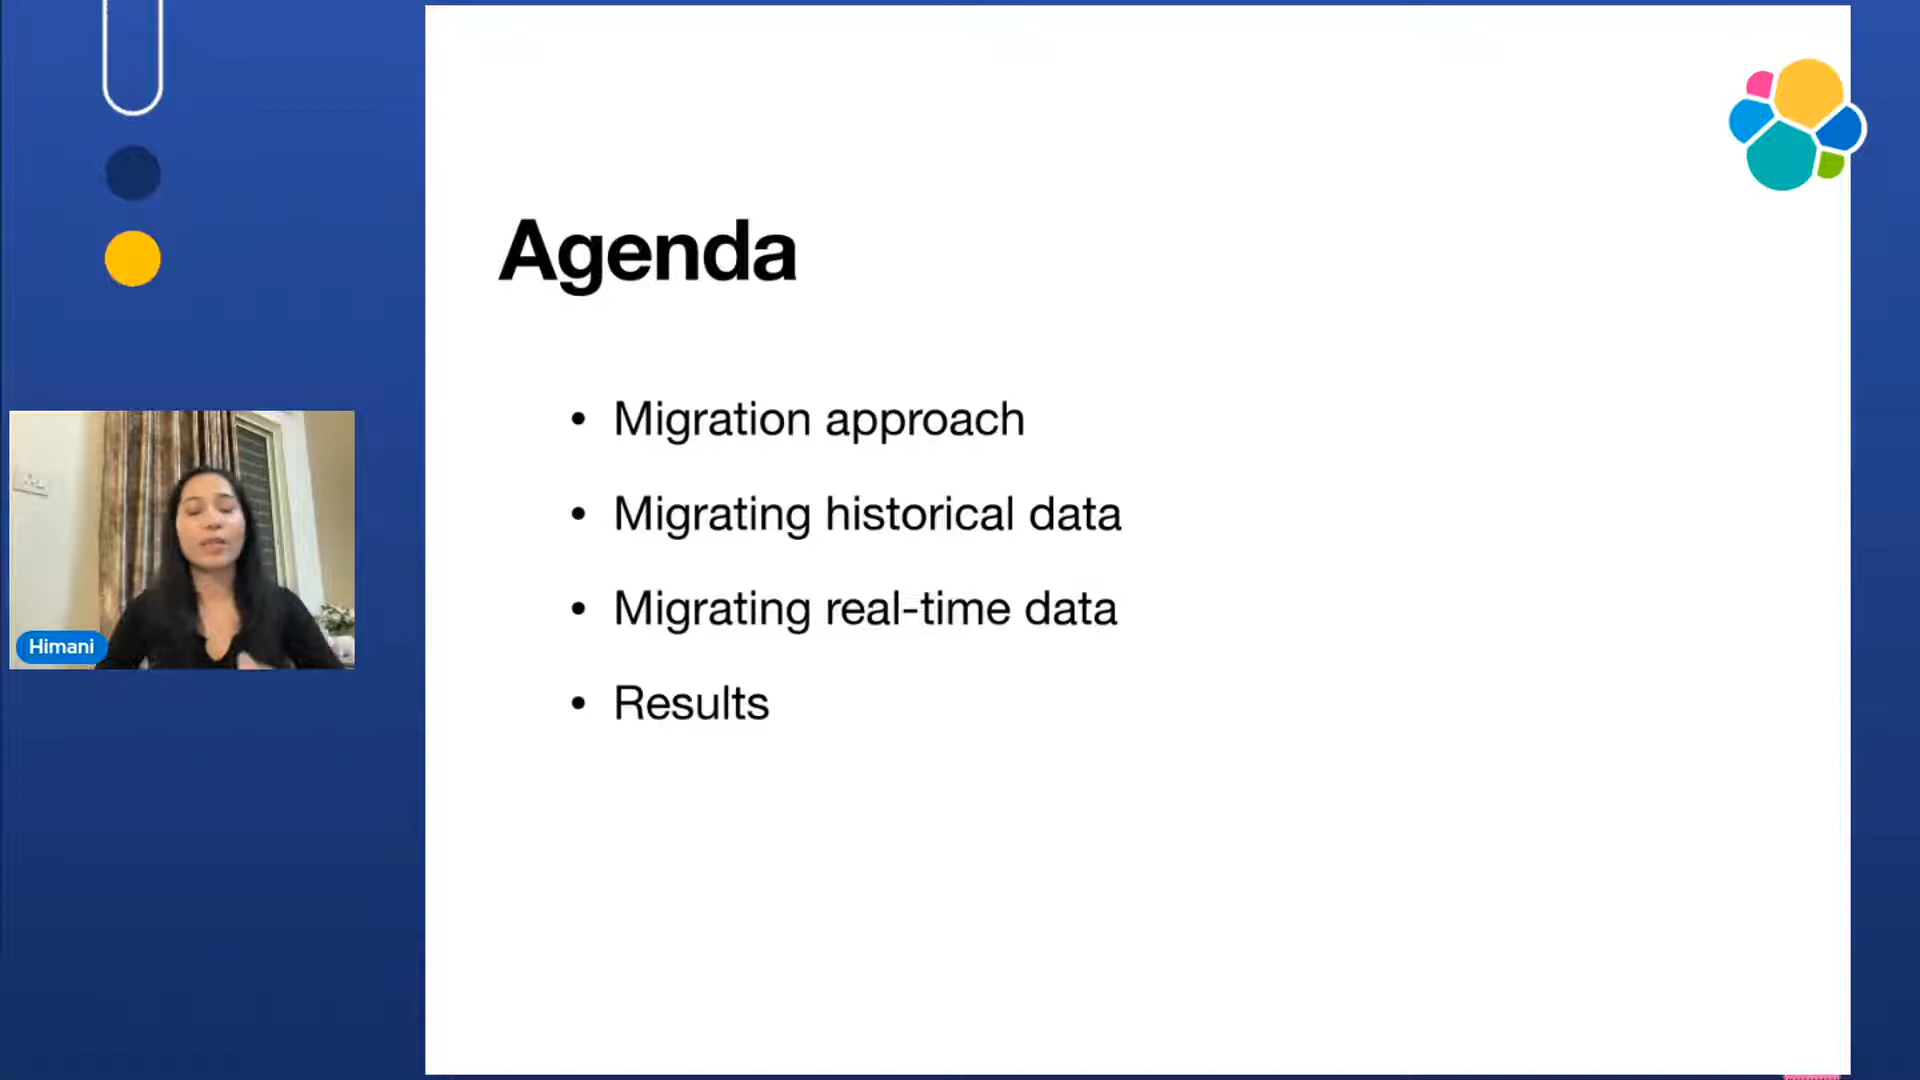 Agenda
• Migration approach
• Migrating historical data
• Migrating real-time data
• Results
Himani